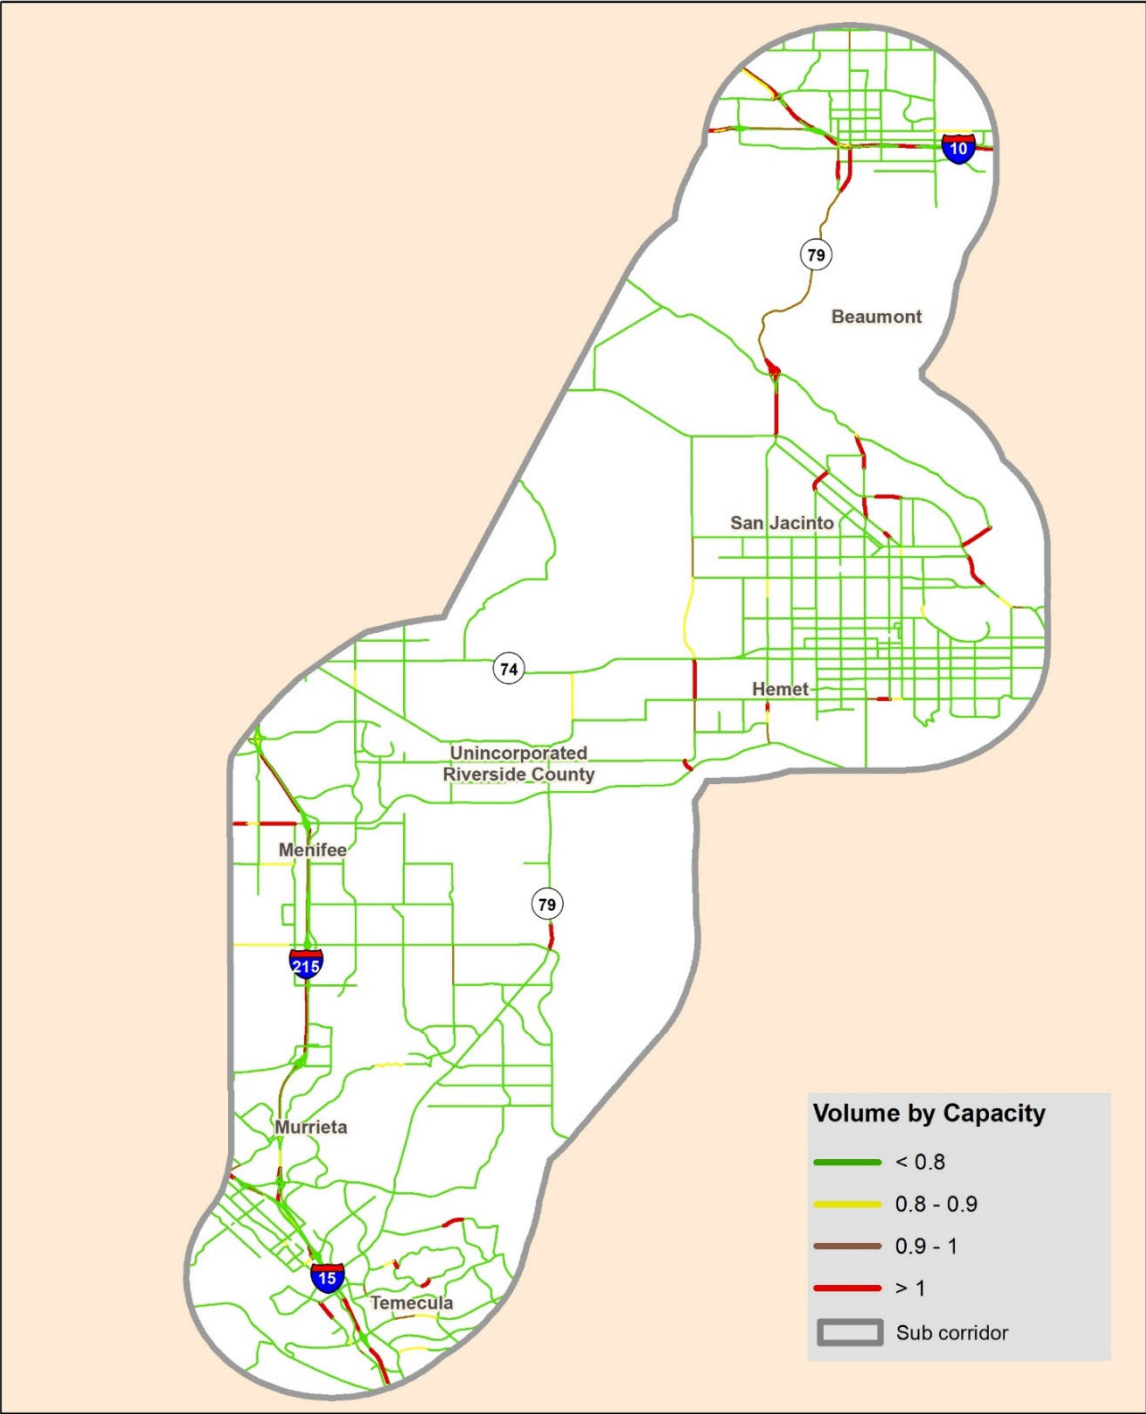 10
79
Beaumont
San Jacinto
74
Hemet
Unincorporated
Riverside County
Menifee
79
215
Murrieta
15
Temecula
Volume by Capacity
< 0.8
0.8 - 0.9
0.9 - 1
> 1
Sub corridor